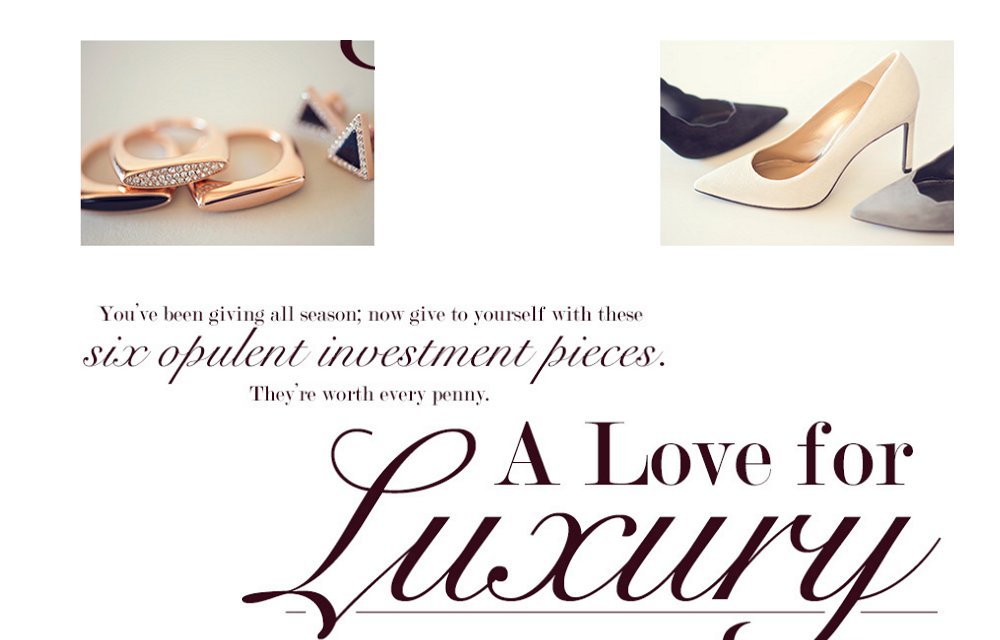 You've been giving all season; now give to yourself with these
six opulent investment pieces.
They're worth every penny.
A Love for
Luxury